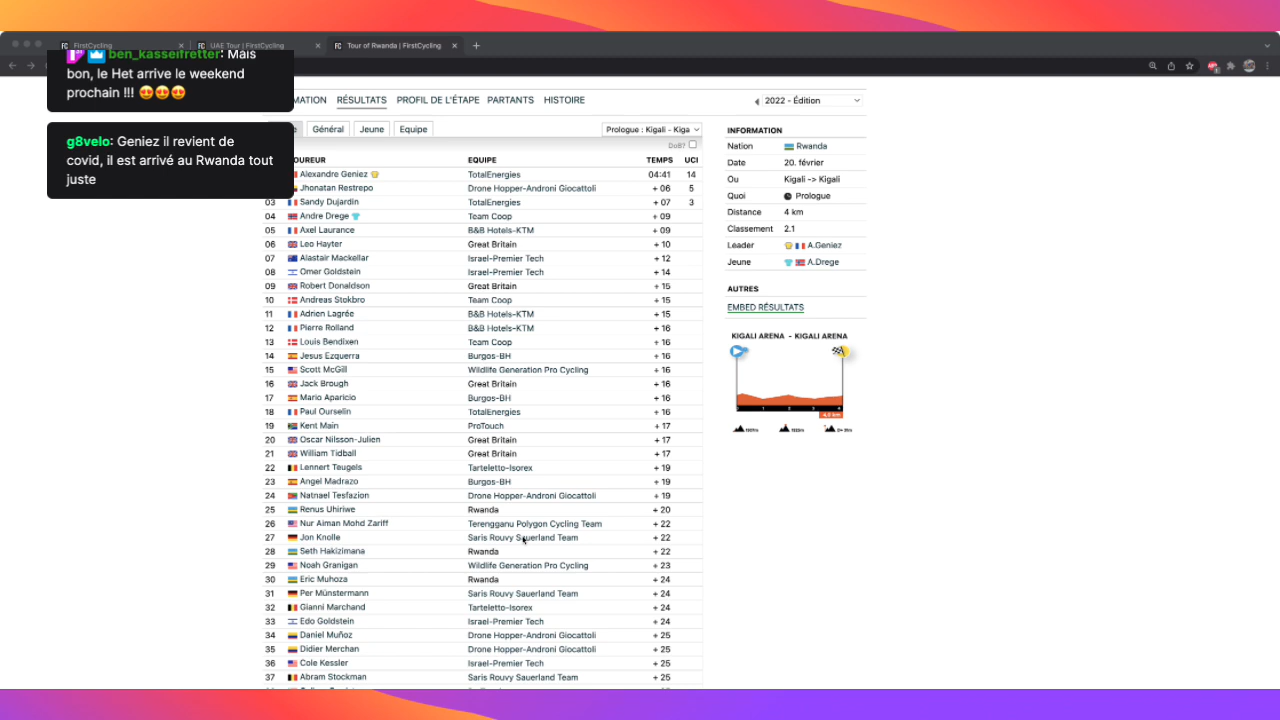 FirstCycling
UAE Tour | FirstCycling
Tour of Rwanda | FirstCycling
ben_kasseifretter: Mais
bon, le Het arrive le weekend
prochain !!! 😍😍😍
g8velo: Geniez il revient de
covid, il est arrivé au Rwanda tout
juste
MATION RÉSULTATS PROFIL DE L'ÉTAPE PARTANTS HISTOIRE
2022 - Édition
Général Jeune Equipe
Prologue : Kigali - Kiga
DoB?
OUREUR EQUIPE TEMPS UCI
Alexandre Geniez TotalEnergies 04:41 14
Jhonatan Restrepo Drone Hopper-Androni Giocattoli + 06 5
03 Sandy Dujardin TotalEnergies + 07 3
04 Andre Drege Team Coop + 09
05 Axel Laurance B&B Hotels-KTM + 09
06 Leo Hayter Great Britain + 10
07 Alastair Mackellar Israel-Premier Tech + 12
08 Omer Goldstein Israel-Premier Tech + 14
09 Robert Donaldson Great Britain + 15
10 Andreas Stokbro Team Coop + 15
11 Adrien Lagrée B&B Hotels-KTM + 15
12 Pierre Rolland B&B Hotels-KTM + 16
13 Louis Bendixen Team Coop + 16
14 Jesus Ezquerra Burgos-BH + 16
15 Scott McGill Wildlife Generation Pro Cycling + 16
16 Jack Brough Great Britain + 16
17 Mario Aparicio Burgos-BH + 16
18 Paul Ourselin TotalEnergies + 16
19 Kent Main ProTouch + 17
20 Oscar Nilsson-Julien Great Britain + 17
21 William Tidball Great Britain + 17
22 Lennert Teugels Tarteletto-Isorex + 19
23 Angel Madrazo Burgos-BH + 19
24 Natnael Tesfazion Drone Hopper-Androni Giocattoli + 19
25 Renus Uhiriwe Rwanda + 20
26 Nur Aiman Mohd Zariff Terengganu Polygon Cycling Team + 22
27 Jon Knolle Saris Rouvy Sauerland Team + 22
28 Seth Hakizimana Rwanda + 22
29 Noah Granigan Wildlife Generation Pro Cycling + 23
30 Eric Muhoza Rwanda + 24
31 Per Münstermann Saris Rouvy Sauerland Team + 24
32 Gianni Marchand Tarteletto-Isorex + 24
33 Edo Goldstein Israel-Premier Tech + 24
34 Daniel Muñoz Drone Hopper-Androni Giocattoli + 25
35 Didier Merchan Drone Hopper-Androni Giocattoli + 25
36 Cole Kessler Israel-Premier Tech + 25
37 Abram Stockman Saris Rouvy Sauerland Team + 25
INFORMATION
Nation Rwanda
Date 20. février
Ou Kigali -> Kigali
Quoi Prologue
Distance 4 km
Classement 2.1
Leader A.Geniez
Jeune A.Drege
AUTRES
EMBED RÉSULTATS
KIGALI ARENA - KIGALI ARENA
1 2 3 4
4,0 km